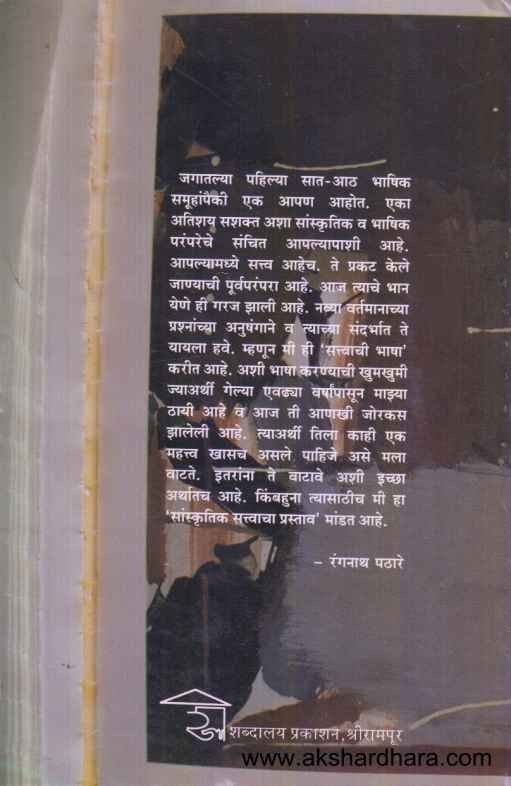 जगातल्या पहिल्या सात-आठ भाषिक
समूहांपैकी एक आपण आहोत. एका
अतिशय सशक्त अशा सांस्कृतिक व भाषिक
परंपरेचे संचित आपल्यापाशी आहे.
आपल्यामध्ये सत्त्व आहेच. ते प्रकट केले
जाण्याची पूर्वपरंपरा आहे. आज त्याचे भान
येणे ही गरज झाली आहे. नव्या वर्तमानाच्या
प्रश्नांच्या अनुषंगाने व त्याच्या संदर्भात ते
यायला हवे. म्हणून मी ही 'सत्त्वाची भाषा'
करीत आहे. अशी भाषा करण्याची खुमखुमी
ज्याअर्थी गेल्या एवढ्या वर्षांपासून माझ्या
ठायी आहे व आज ती आणखी जोरकस
झालेली आहे. त्याअर्थी तिला काही एक
महत्त्व खासच असले पाहिजे असे मला
वाटते. इतरांना ते वाटावे अशी इच्छा
अर्थातच आहे. किंबहुना त्यासाठीच मी हा
'सांस्कृतिक सत्त्वाचा प्रस्ताव' मांडत आहे.
– रंगनाथ पठारे
शब्दालय प्रकाशन, श्रीरामपूर
www.akshardhara.com